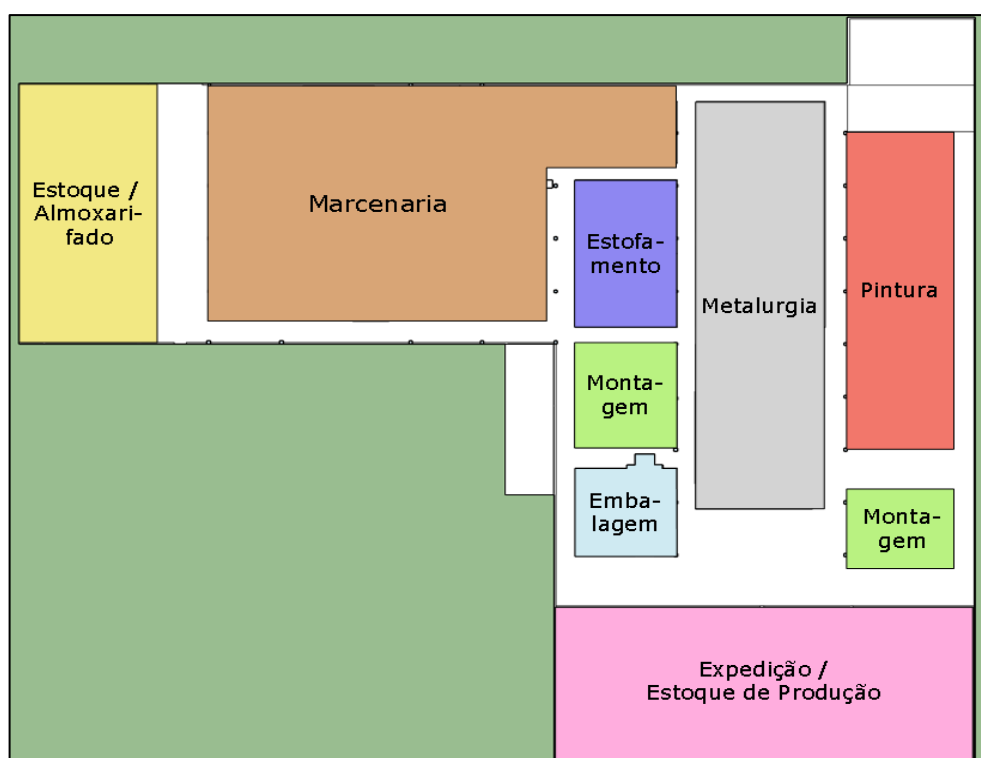 Estoque /
Almoxari-
fado
Marcenaria
Estofa-
mento
Metalurgia
Pintura
Monta-
gem
Emba-
lagem
Monta-
gem
Expedição /
Estoque de Produção